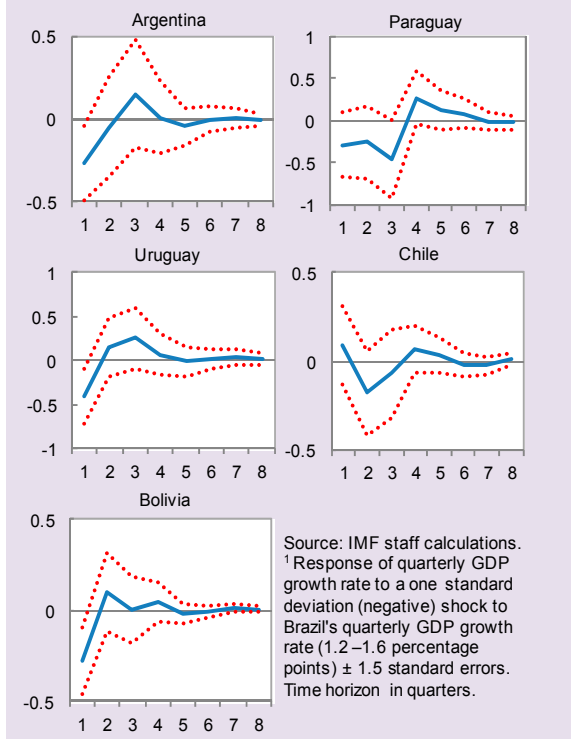 Argentina
0.5
0
-0.5
1 2 3 4 5 6 7 8
Paraguay
1
0.5
0
-0.5
-1
1 2 3 4 5 6 7 8
Uruguay
1
0.5
0
-0.5
-1
1 2 3 4 5 6 7 8
Chile
0.5
0
-0.5
1 2 3 4 5 6 7 8
Bolivia
0.5
0
-0.5
1 2 3 4 5 6 7 8
Source: IMF staff calculations.
¹ Response of quarterly GDP
growth rate to a one standard
deviation (negative) shock to
Brazil's quarterly GDP growth
rate (1.2 –1.6 percentage
points) ± 1.5 standard errors.
Time horizon in quarters.